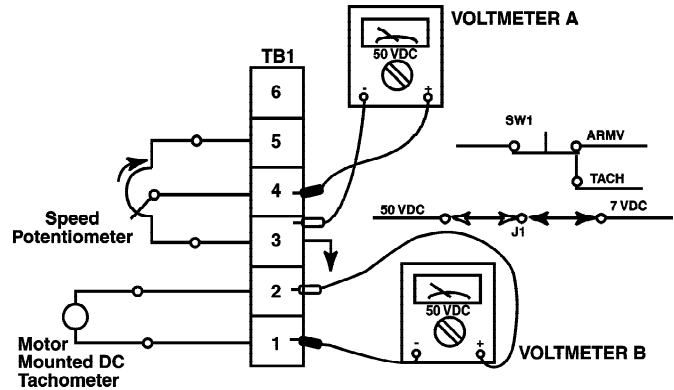 VOLTMETER A
50 VDC
- +
TB1
6
5
4
3
2
1
SW1
ARMV
TACH
50 VDC
7 VDC
J1
Speed
Potentiometer
50 VDC
- +
VOLTMETER B
Motor
Mounted DC
Tachometer